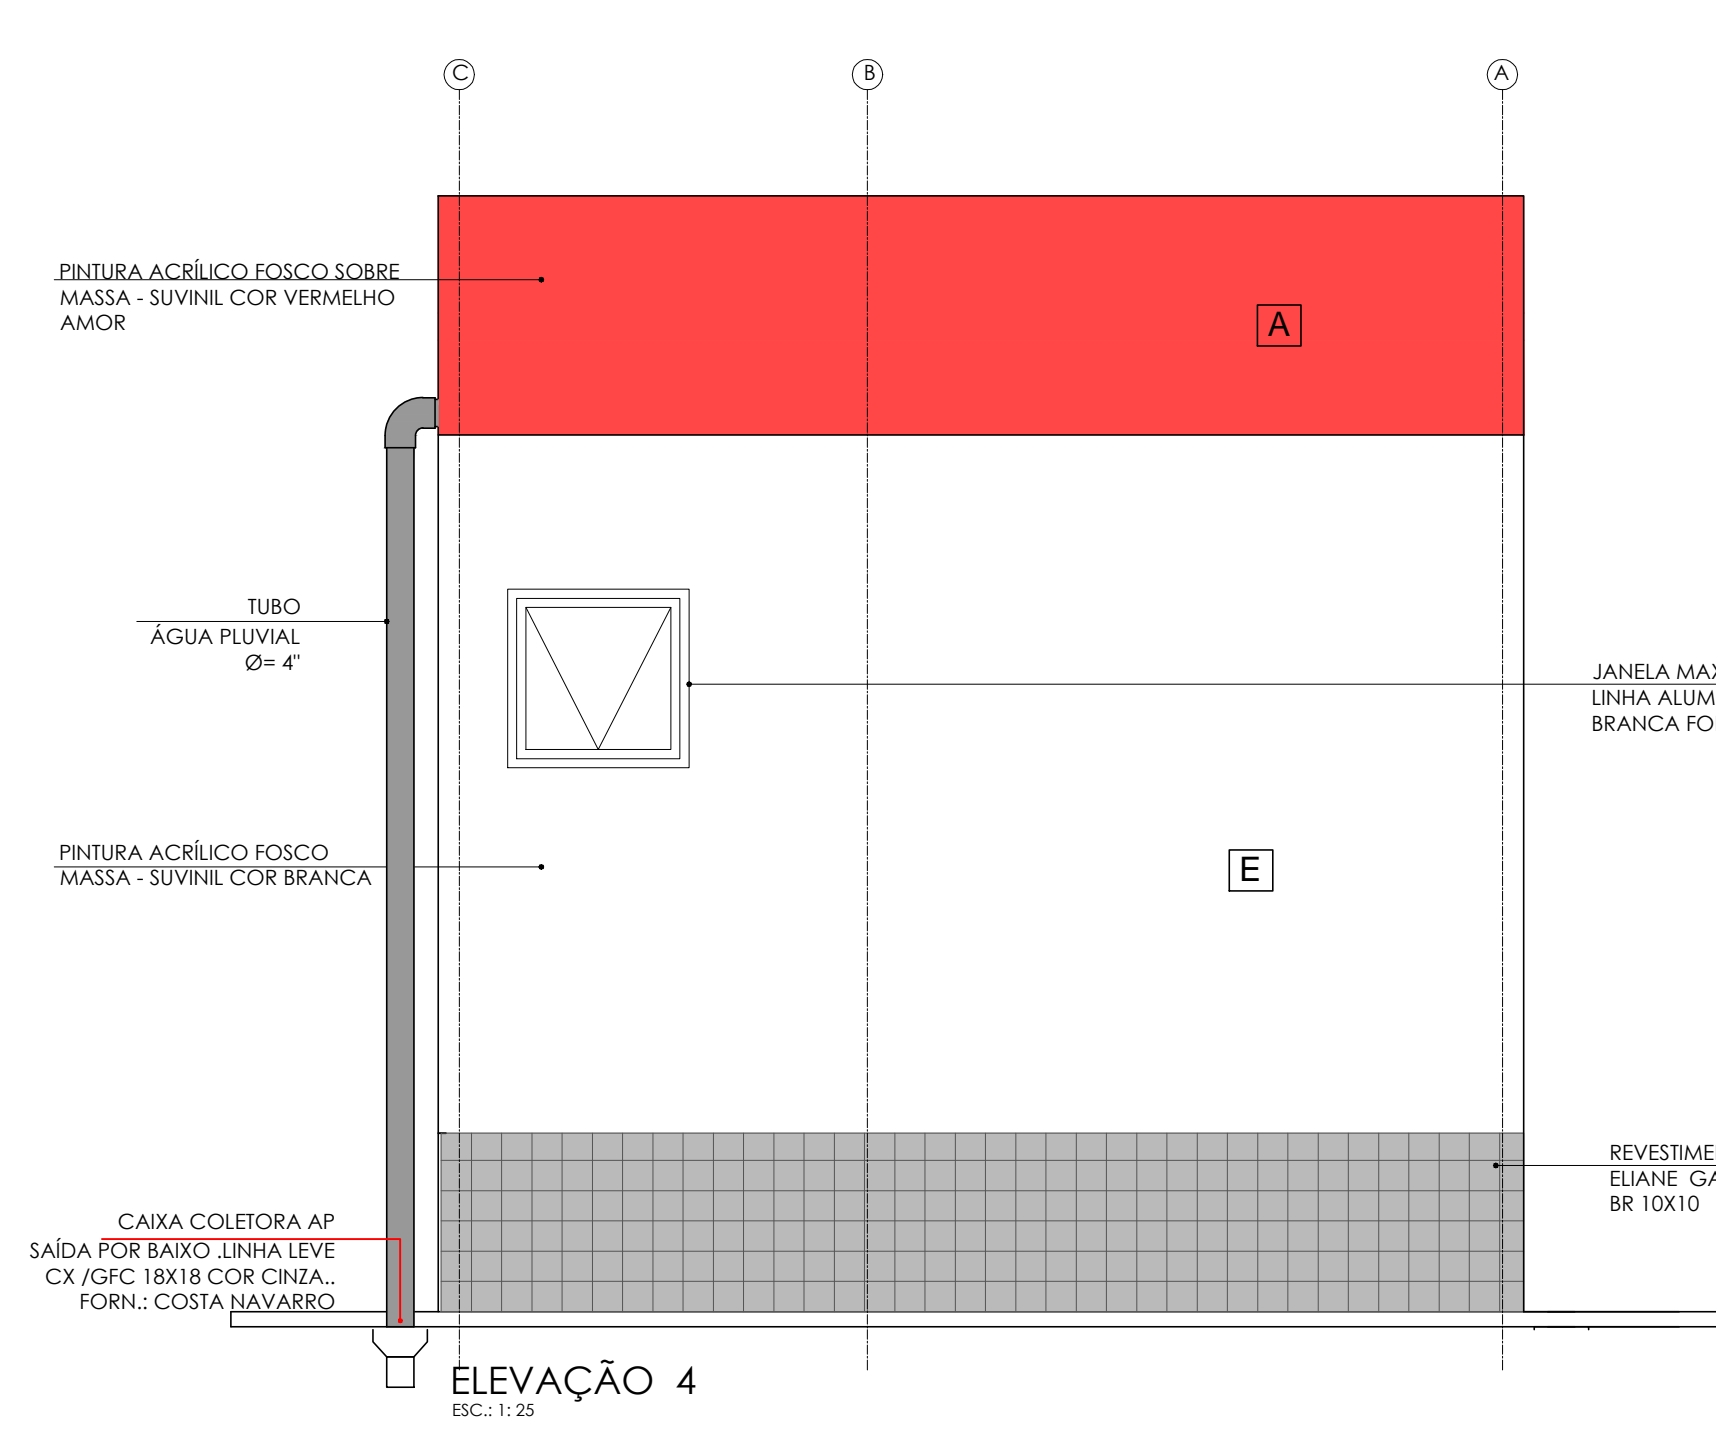 C
B
A
PINTURA ACRÍLICO FOSCO SOBRE
MASSA - SUVINIL COR VERMELHO
AMOR
A
TUBO
ÁGUA PLUVIAL
Ø= 4"
JANELA MAX
LINHA ALUM
BRANCA FO
PINTURA ACRÍLICO FOSCO
MASSA - SUVINIL COR BRANCA
E
REVESTIME
ELIANE GA
BR 10X10
CAIXA COLETORA AP
SAÍDA POR BAIXO .LINHA LEVE
CX /GFC 18X18 COR CINZA..
FORN.: COSTA NAVARRO
ELEVAÇÃO 4
ESC.: 1: 25